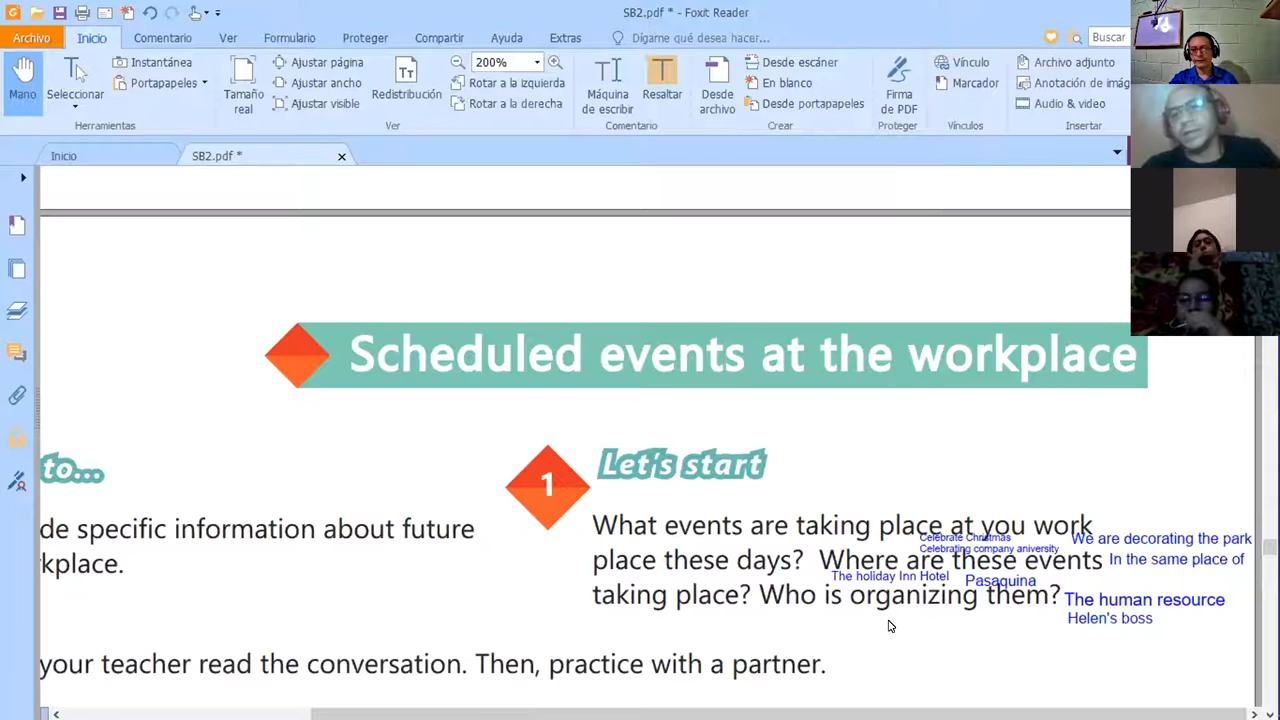 SB2.pdf * - Foxit Reader
Archivo Inicio Comentario Ver Formulario Proteger Compartir Ayuda Extras Dígame qué desea hacer... Buscar
Mano
Seleccionar
Instantánea
Portapapeles
Herramientas
Tamaño real
Ajustar página
Ajustar ancho
Ajustar visible
Redistribución
200%
Rota a la izquierda
Rotar a la derecha
Ver
Máquina de escribir
Resaltar
Comentario
Desde archivo
Desde escáner
En blanco
Desde portapapeles
Crear
Firma de PDF
Proteger
Vínculo
Marcador
Vínculos
Archivo adjunto
Anotación de imag
Audio & video
Insertar
Inicio SB2.pdf *
Scheduled events at the workplace
to...
de specific information about future
kplace.
1
Let's start
What events are taking place at you work
place these days? Where are these events
taking place? Who is organizing them?
Celebrate Christmas
Celebrating company aniversity
We are decorating the park
In the same place of
The holiday Inn Hotel
Pasaquina
The human resource
Helen's boss
your teacher read the conversation. Then, practice with a partner.